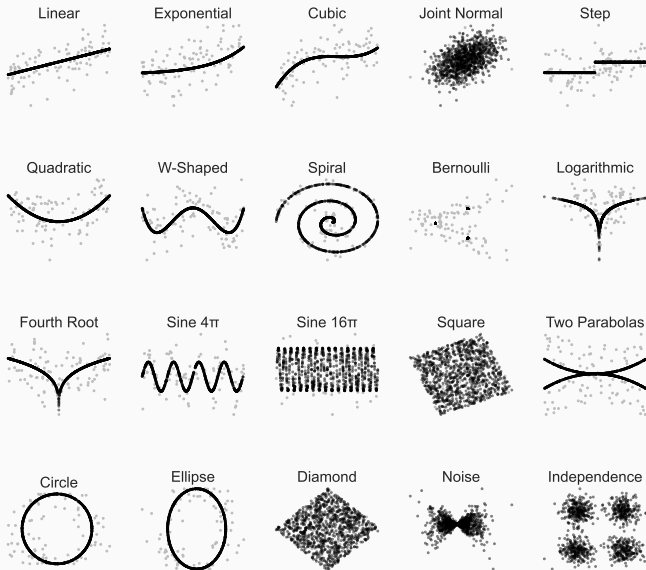 Linear
Exponential
Cubic
Joint Normal
Step
Quadratic
W-Shaped
Spiral
Bernoulli
Logarithmic
Fourth Root
Sine 4π
Sine 16π
Square
Two Parabolas
Circle
Ellipse
Diamond
Noise
Independence